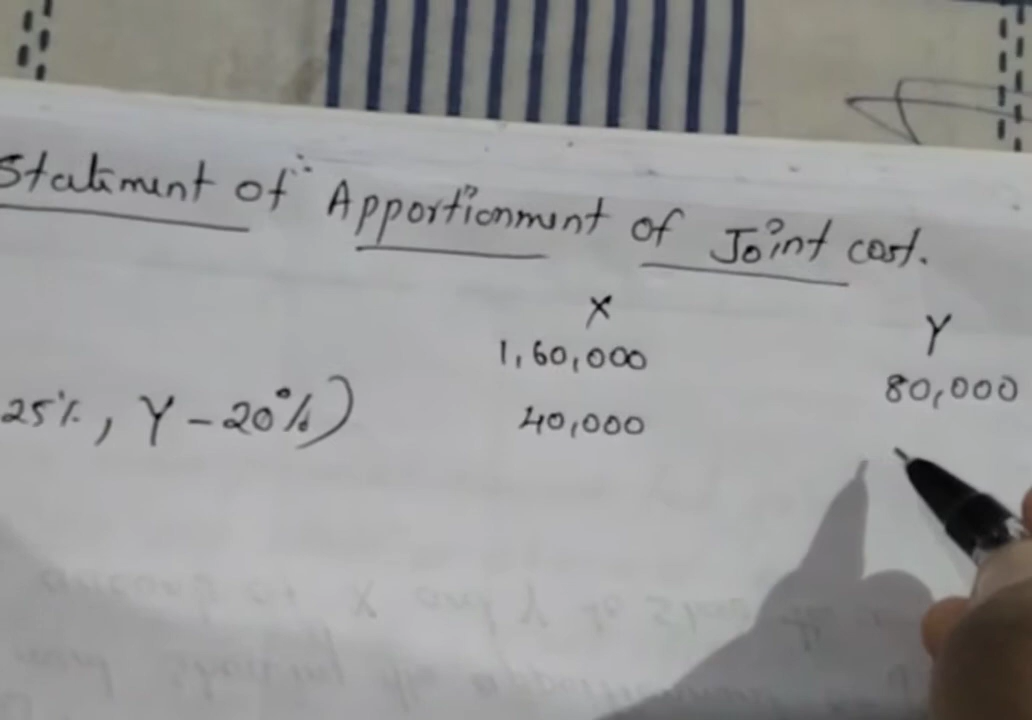 Statement of Apportionment of Joint cost.
X Y
1,60,000 80,000
25%, Y - 20%) 40,000